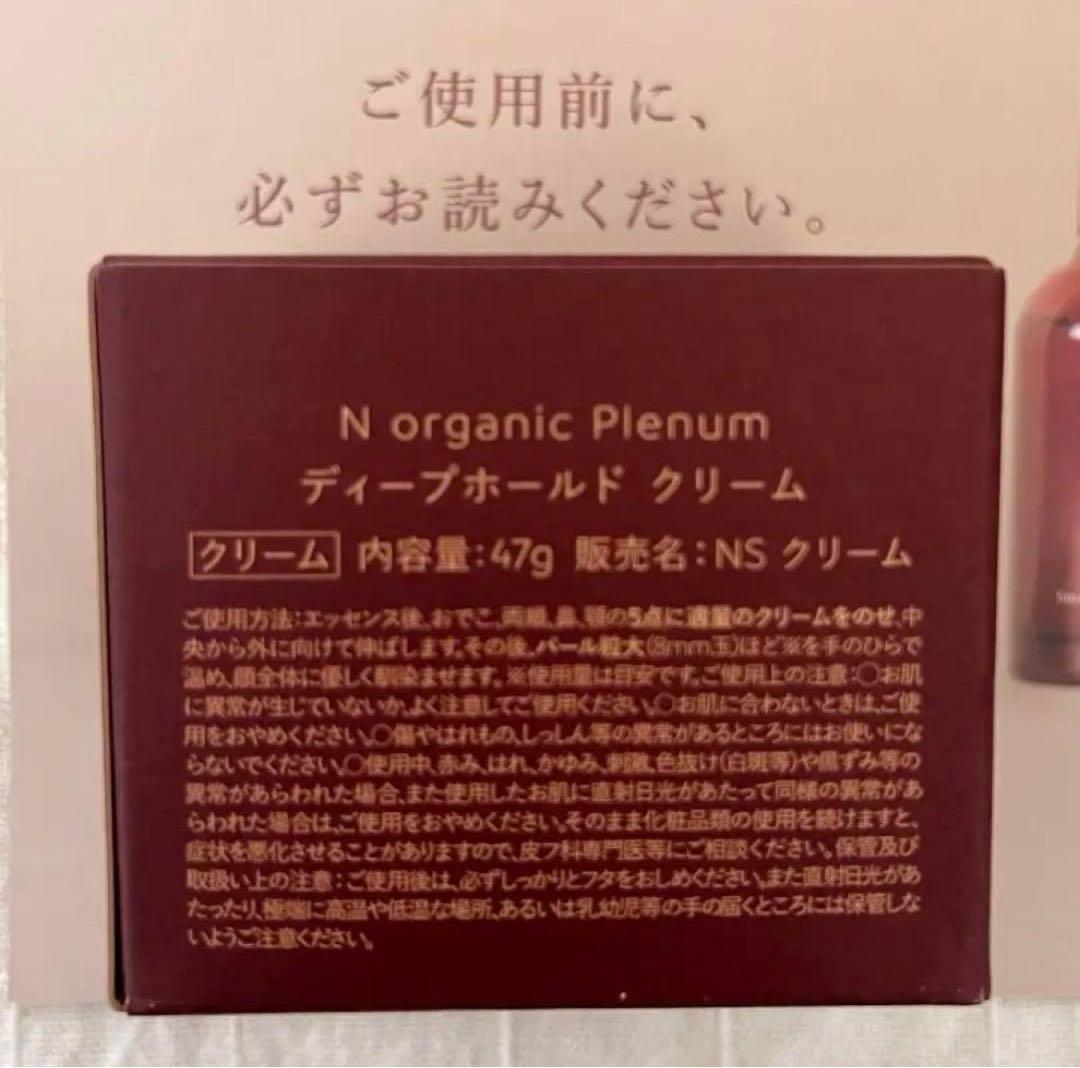 ご使用前に、
必ずお読みください。
N organic Plenum
ディープホールド クリーム
クリーム 内容量:47g 販売名:NS クリーム
ご使用方法:エッセンス後、おでこ、両頬、鼻、顎の5点に適量のクリームをのせ、中
央から外に向けて伸ばします。その後、パール粒大(8mm玉)ほど※を手のひらで
温め、顔全体に優しく馴染ませます。※使用量は目安です。ご使用上の注意:○お肌
に異常が生じていないか、よく注意してご使用ください。○お肌に合わないときは、ご使
用をおやめください。○傷やはれもの、しっしん等の異常があるところにはお使いにな
らないでください。○使用中、赤み、はれ、かゆみ、刺激、色抜け(白斑等)や黒ずみ等の
異常があらわれた場合、また使用したお肌に直射日光があたって同様の異常があ
らわれた場合は、ご使用をおやめください。そのまま化粧品類の使用を続けますと、
症状を悪化させることがありますので、皮フ科専門医等にご相談ください。保管及び
取扱い上の注意:ご使用後は、必ずしっかりとフタをおしめください。また直射日光があ
たったり、極端に高温や低温な場所、あるいは乳幼児等の手の届くところには保管しな
いようご注意ください。